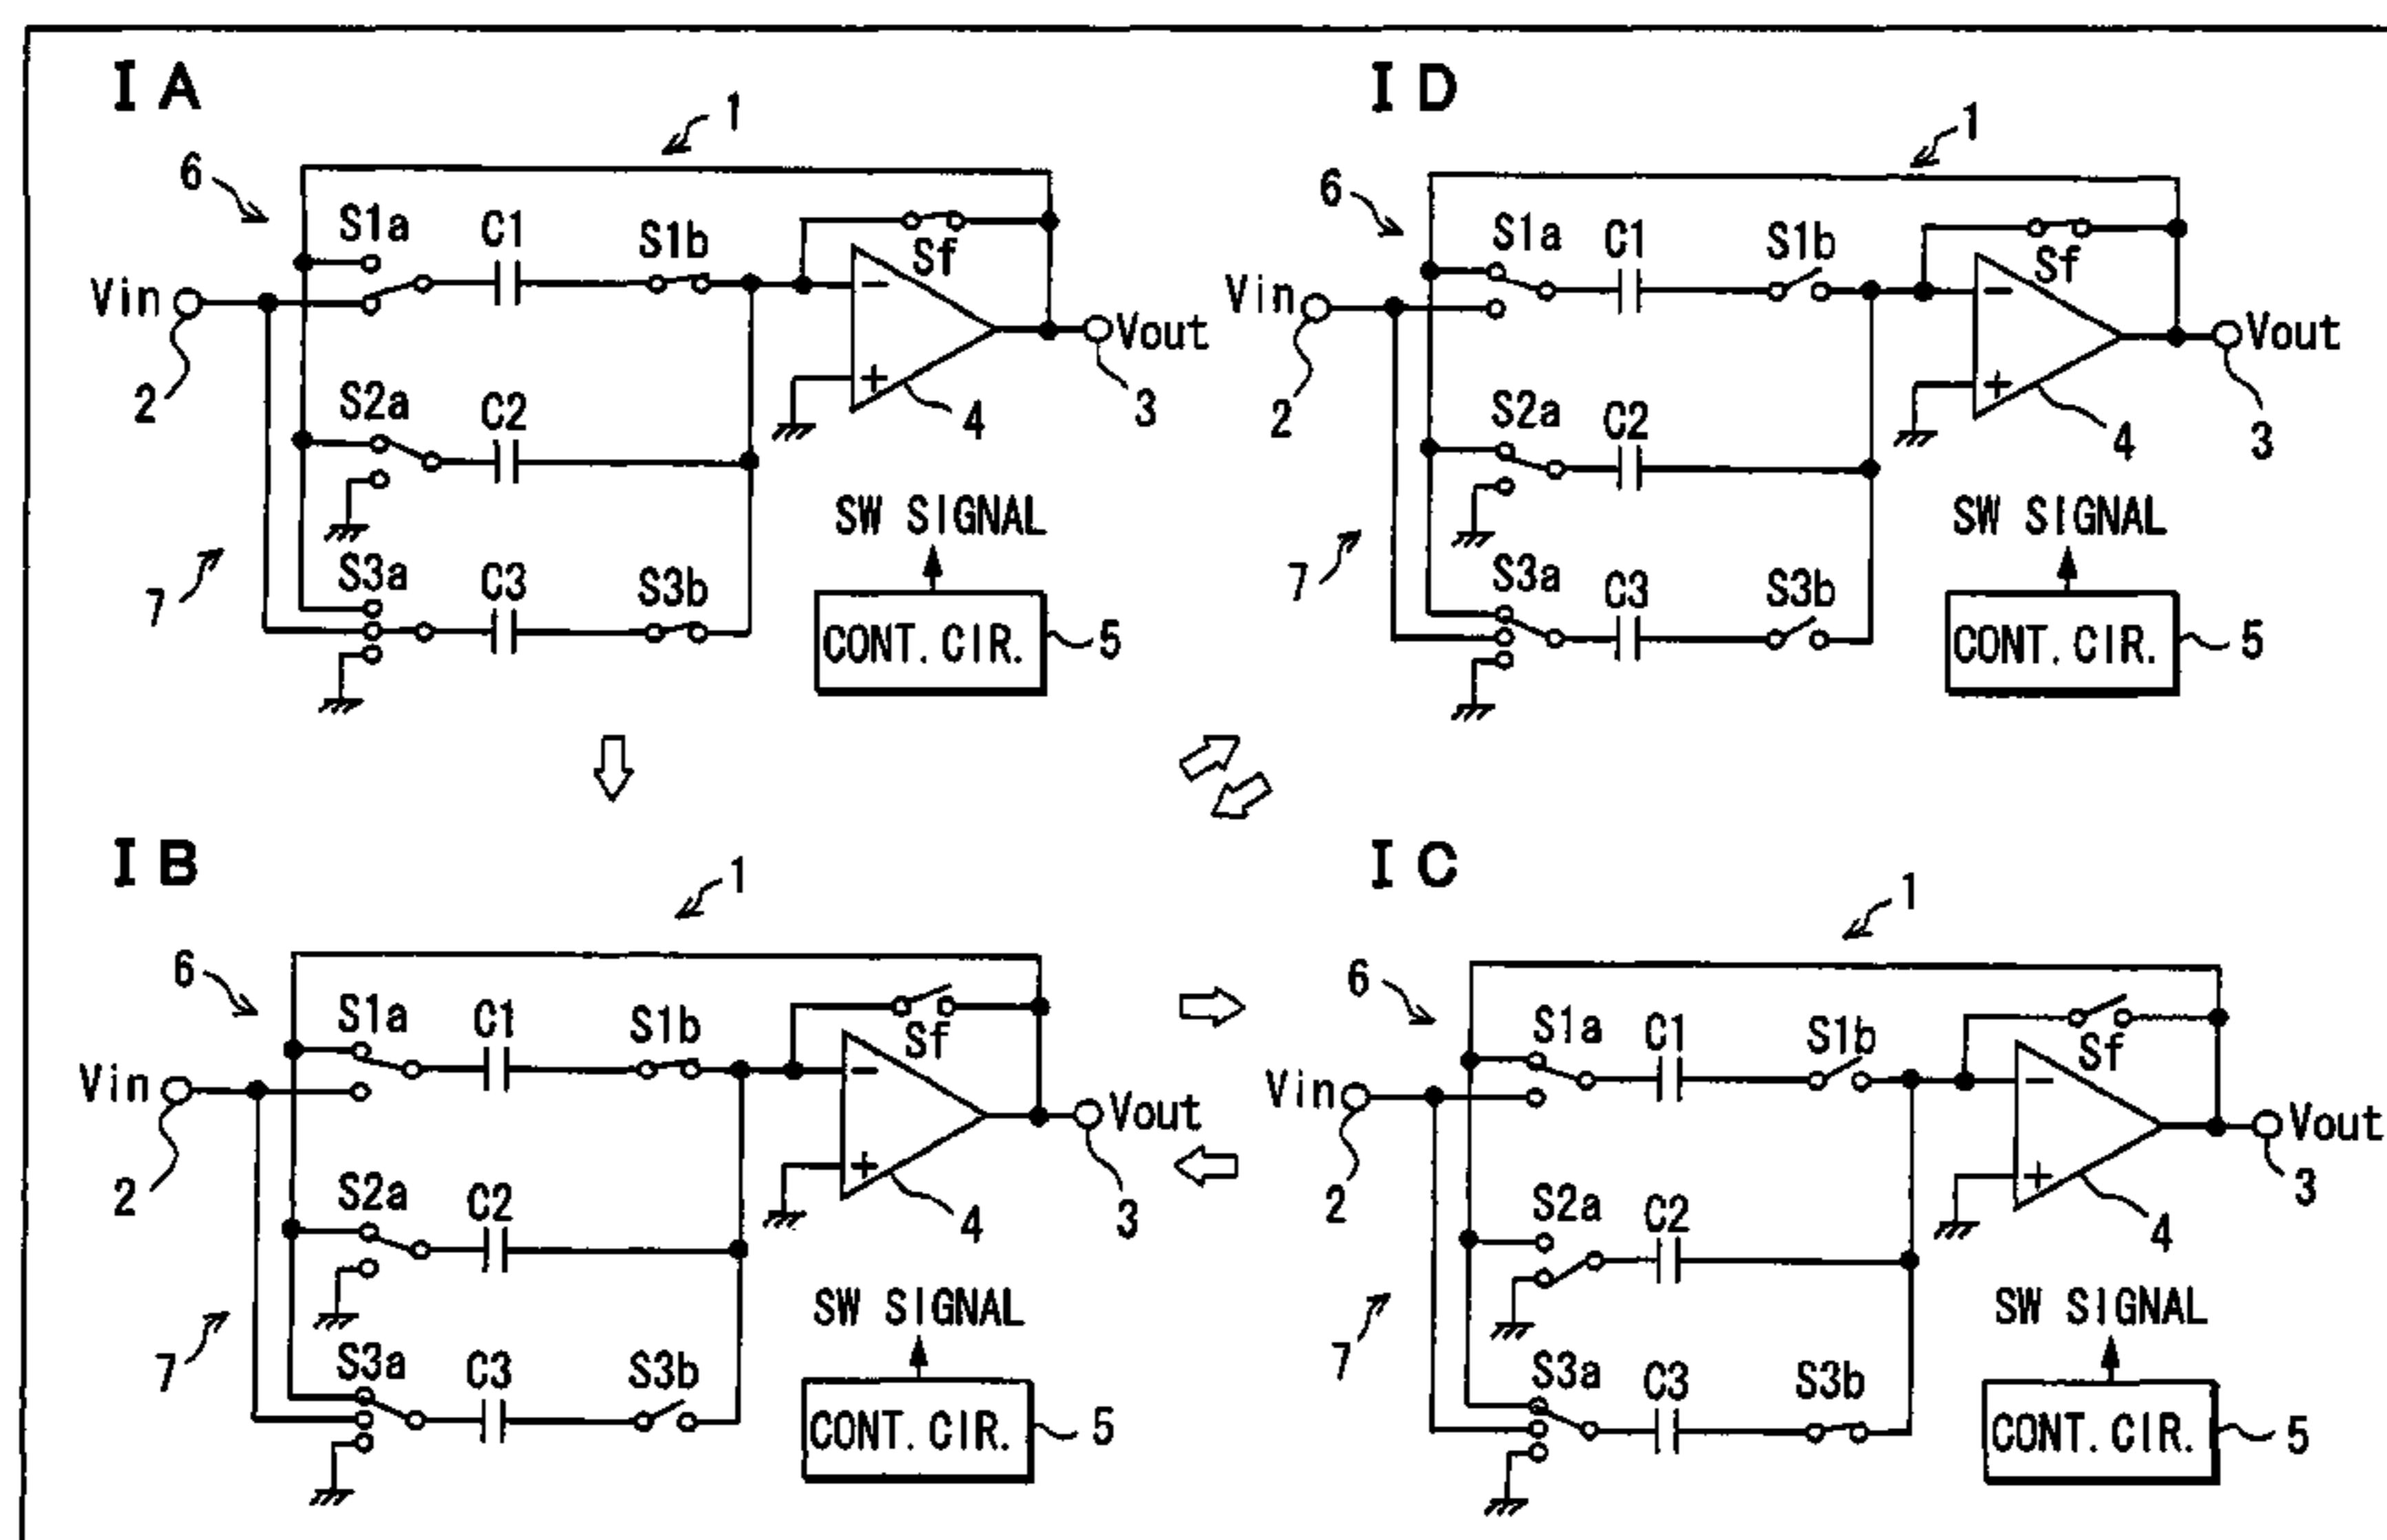 I A
1
6
S1a
C1
S1b
Sf
Vin
Vout
2
3
4
S2a
C2
7
S3a
C3
S3b
SW SIGNAL
CONT. CIR.
5
I D
1
6
S1a
C1
S1b
Sf
Vin
Vout
2
3
4
S2a
C2
7
S3a
C3
S3b
SW SIGNAL
CONT. CIR.
5
I B
1
6
S1a
C1
S1b
Sf
Vin
Vout
2
3
4
S2a
C2
7
S3a
C3
S3b
SW SIGNAL
CONT. CIR.
5
I C
1
6
S1a
C1
S1b
Sf
Vin
Vout
2
3
4
S2a
C2
7
S3a
C3
S3b
SW SIGNAL
CONT. CIR.
5